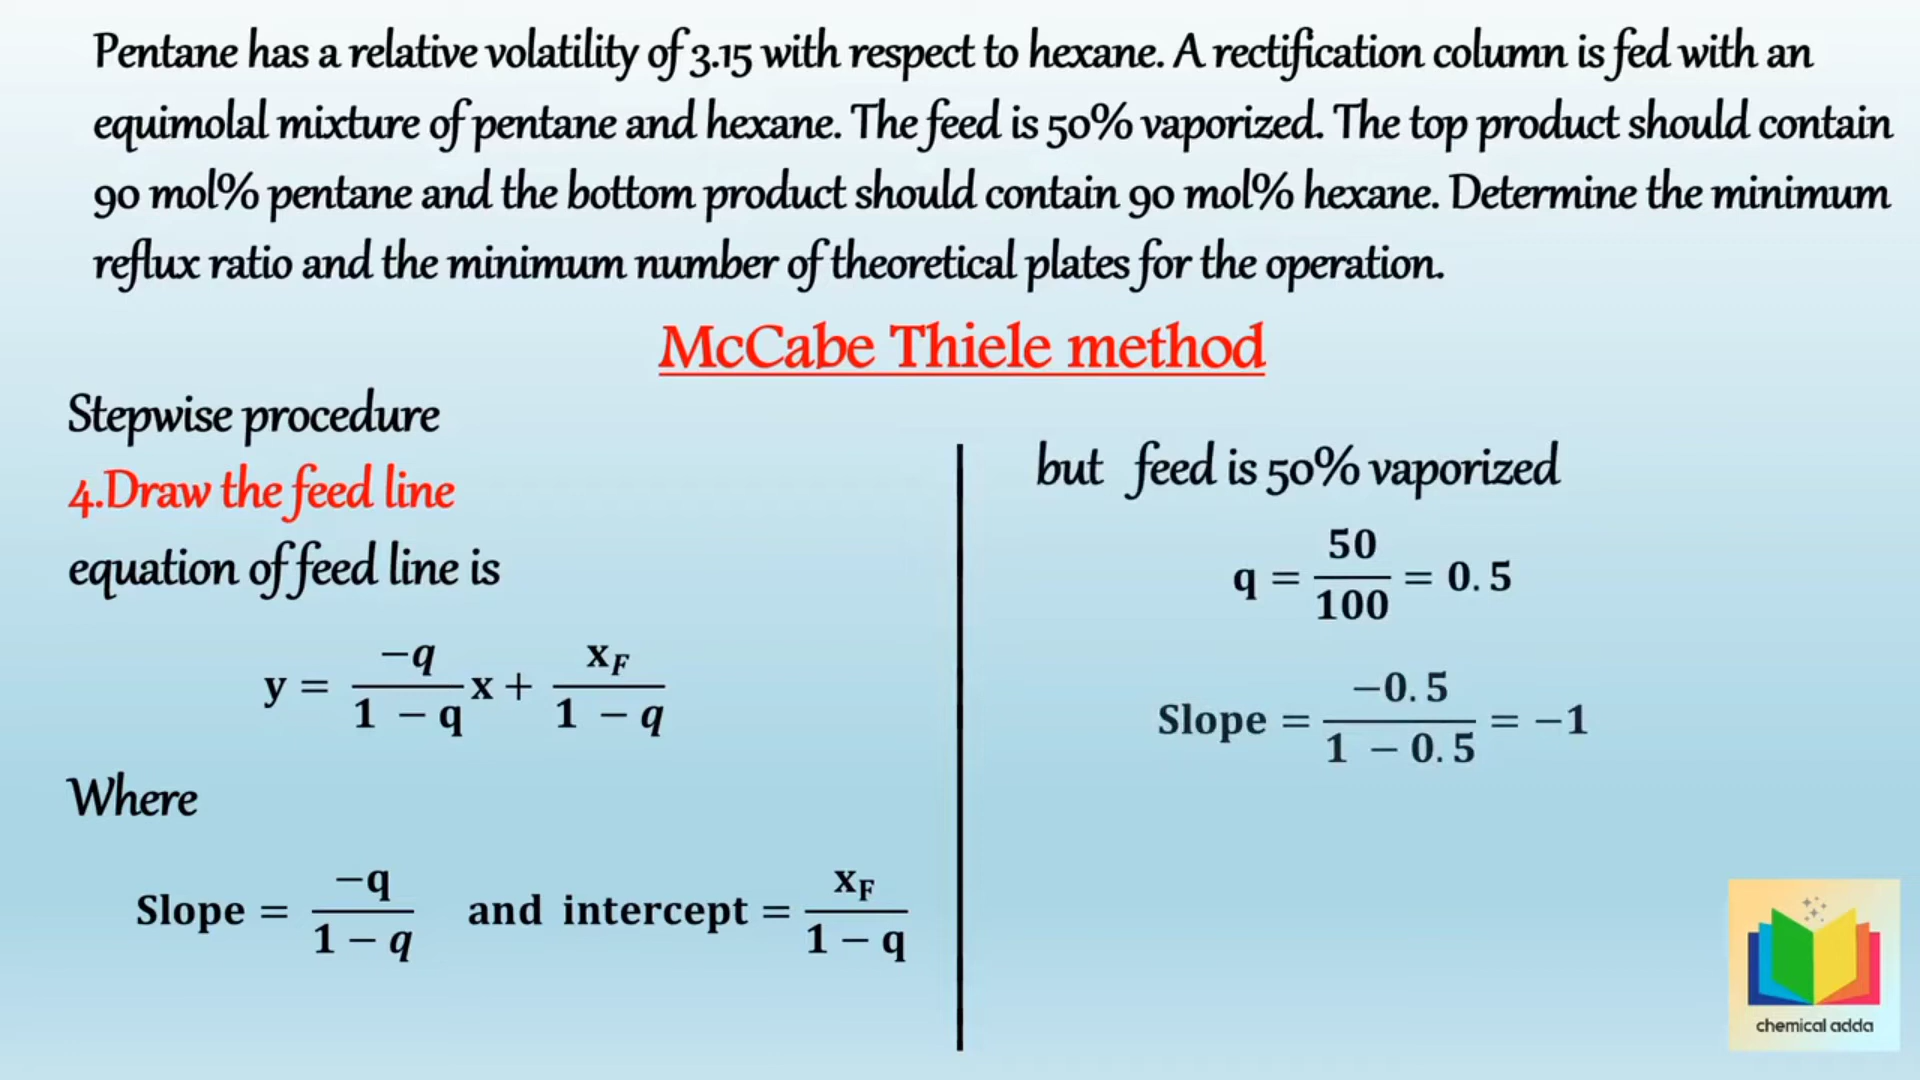 Pentane has a relative volatility of 3.15 with respect to hexane. A rectification column is fed with an
equimolal mixture of pentane and hexane. The feed is 50% vaporized. The top product should contain
90 mol% pentane and the bottom product should contain 90 mol% hexane. Determine the minimum
reflux ratio and the minimum number of theoretical plates for the operation.
McCabe Thiele method
Stepwise procedure
4.Draw the feed line
equation of feed line is
y = −q / 1 − q x + x_F / 1 − q
Where
Slope = −q / 1 − q and intercept = x_F / 1 − q
but feed is 50% vaporized
q = 50 / 100 = 0.5
Slope = −0.5 / 1 − 0.5 = −1
chemical adda